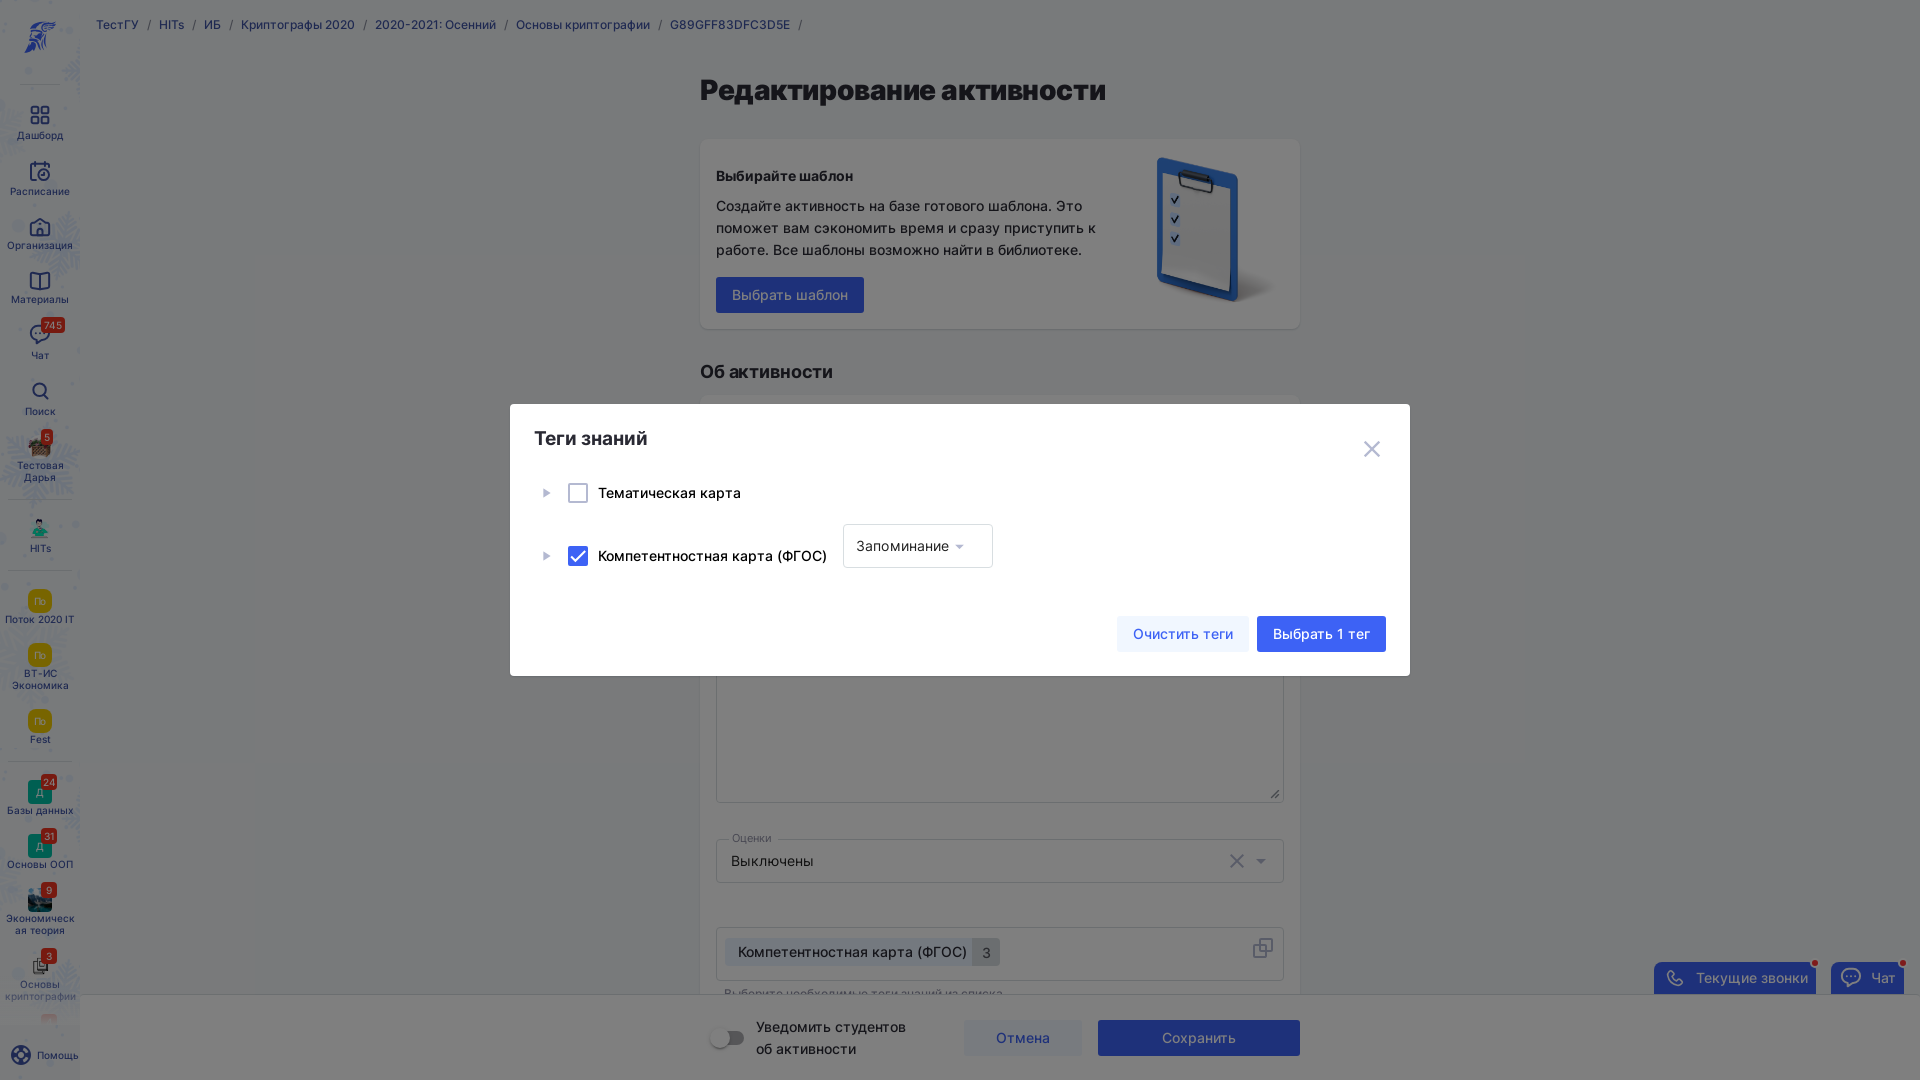 ТестГУ / HITs / ИБ / Криптографы 2020 / 2020-2021: Осенний / Основы криптографии / G89GFF83DFC3D5E /
Дашборд
Расписание
Организация
Материалы
745
Чат
Поиск
5
Тестовая
Дарья
HITs
По
Поток 2020 IT
По
ВТ-ИС
Экономика
По
Fest
24
Д
Базы данных
31
Д
Основы ООП
9
Экономическ
ая теория
3
Основы
криптографии
Помощь
Редактирование активности
Выбирайте шаблон
Создайте активность на базе готового шаблона. Это
поможет вам сэкономить время и сразу приступить к
работе. Все шаблоны возможно найти в библиотеке.
Выбрать шаблон
Об активности
Теги знаний
Тематическая карта
Компетентностная карта (ФГОС)
Запоминание
Очистить теги
Выбрать 1 тег
Оценки
Выключены
Компетентностная карта (ФГОС) 3
Выберите необходимые теги знаний из списка
Уведомить студентов
об активности
Отмена
Сохранить
Текущие звонки
Чат